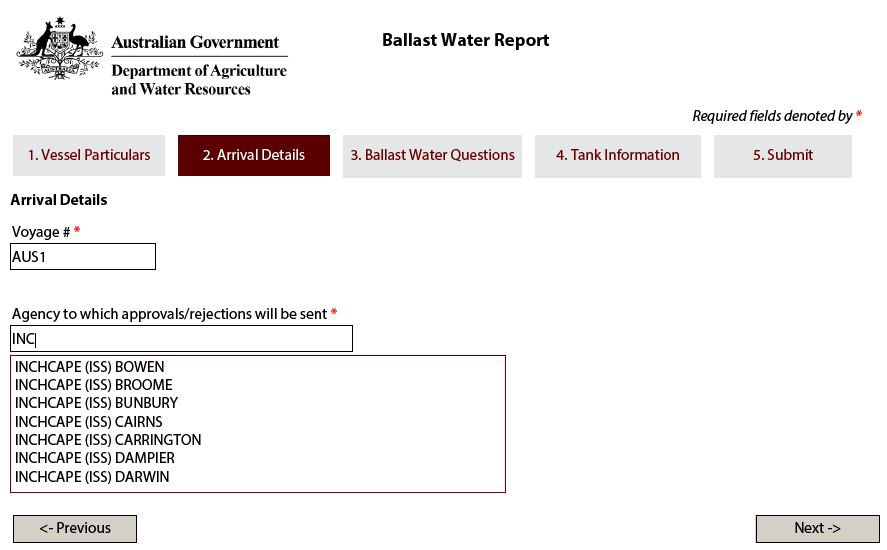 Australian Government
Department of Agriculture
and Water Resources
Ballast Water Report
Required fields denoted by *
1. Vessel Particulars
2. Arrival Details
3. Ballast Water Questions
4. Tank Information
5. Submit
Arrival Details
Voyage # *
AUS1
Agency to which approvals/rejections will be sent *
INC
INCHCAPE (ISS) BOWEN
INCHCAPE (ISS) BROOME
INCHCAPE (ISS) BUNBURY
INCHCAPE (ISS) CAIRNS
INCHCAPE (ISS) CARRINGTON
INCHCAPE (ISS) DAMPIER
INCHCAPE (ISS) DARWIN
<- Previous
Next ->